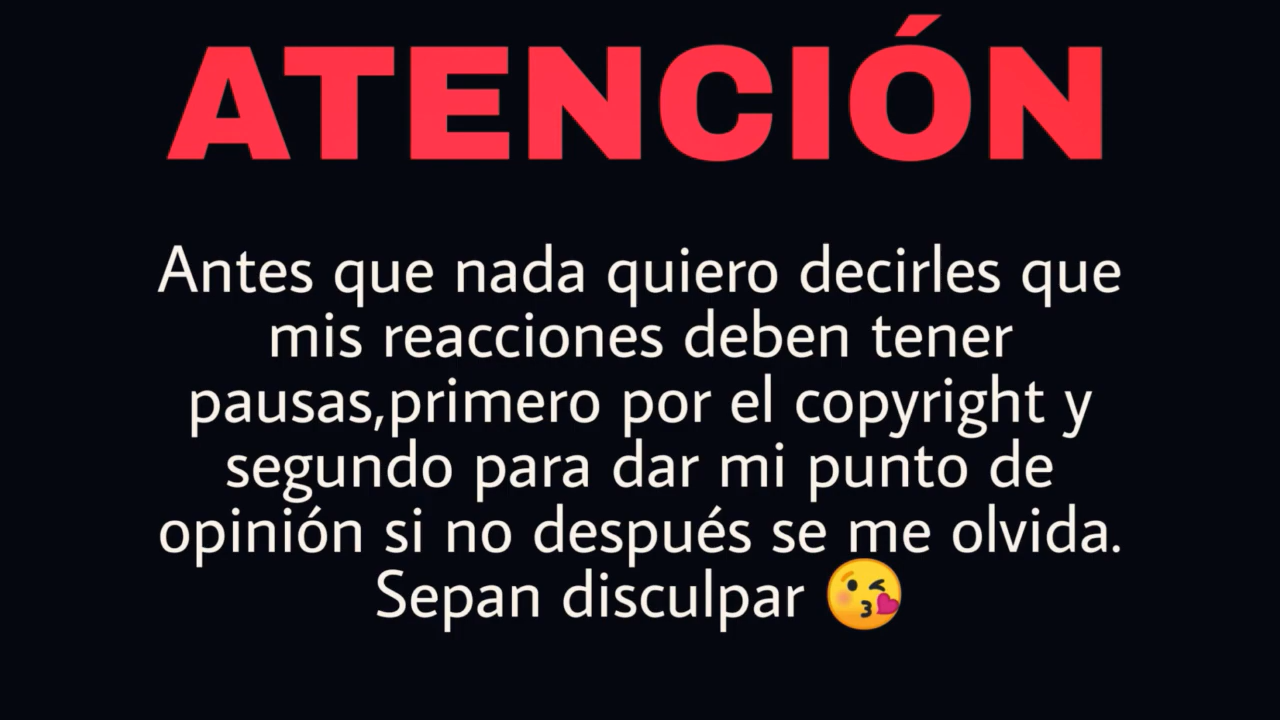 ATENCIÓN
Antes que nada quiero decirles que
mis reacciones deben tener
pausas,primero por el copyright y
segundo para dar mi punto de
opinión si no después se me olvida.
Sepan disculpar 😘